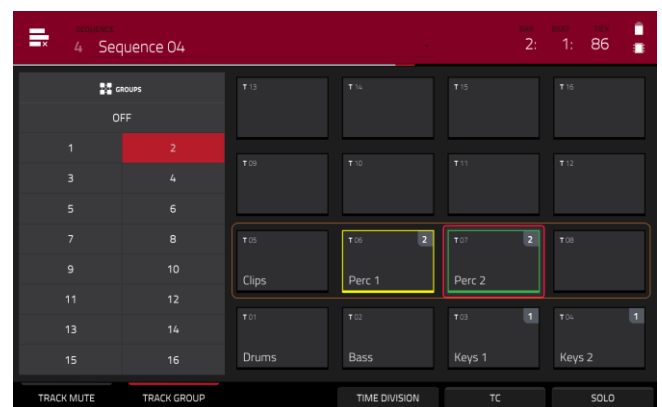 SEQUENCE
4 Sequence 04
BAR BEAT TICK
2: 1: 86
GROUPS
OFF
1 2
3 4
5 6
7 8
9 10
11 12
13 14
15 16
T 13 T 14 T 15 T 16
T 09 T 10 T 11 T 12
T 05 T 06 2 T 07 2 T 08
Clips Perc 1 Perc 2
T 01 T 02 T 03 1 T 04 1
Drums Bass Keys 1 Keys 2
TRACK MUTE TRACK GROUP TIME DIVISION TC SOLO